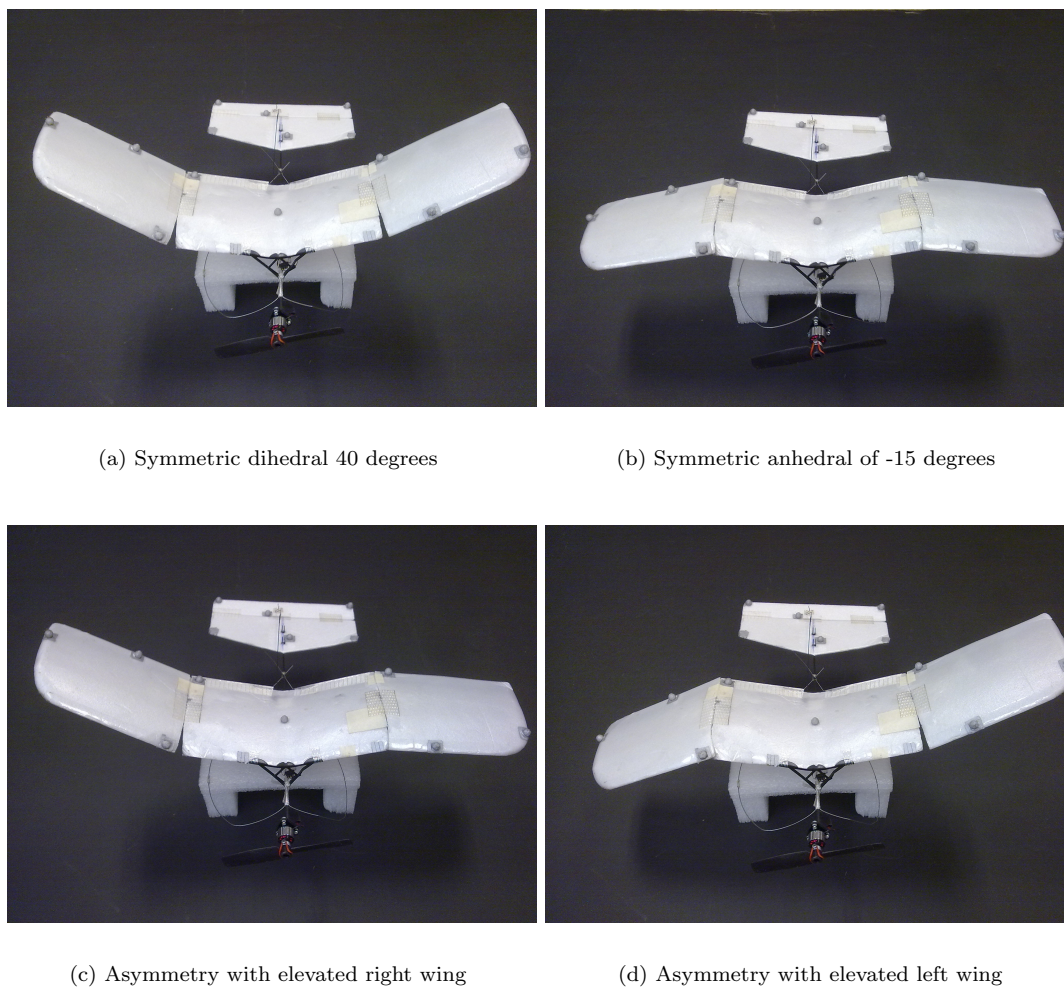 (a) Symmetric dihedral 40 degrees
(b) Symmetric anhedral of -15 degrees
(c) Asymmetry with elevated right wing
(d) Asymmetry with elevated left wing